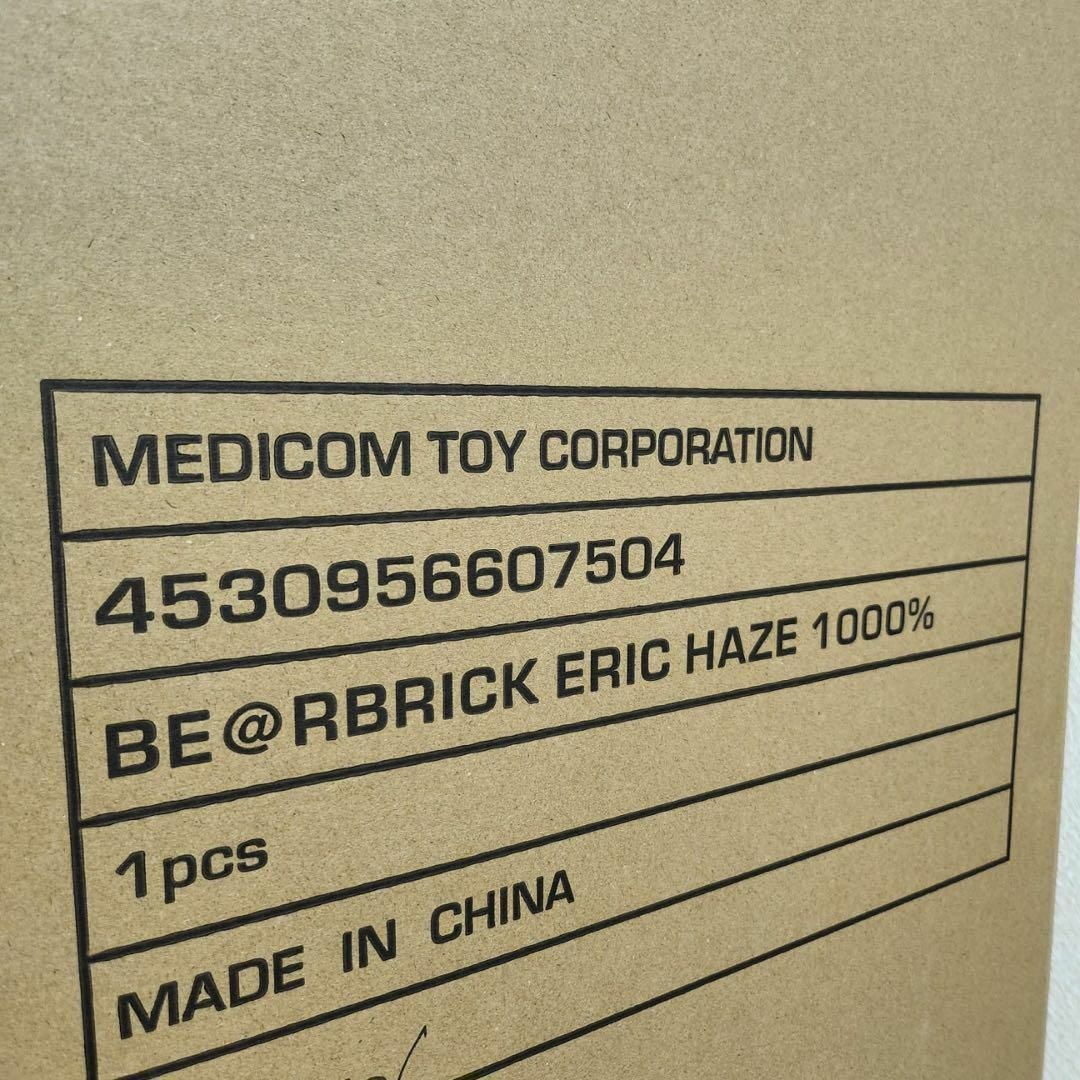 MEDICOM TOY CORPORATION
4530956607504
BE@RBRICK ERIC HAZE 1000%
1pcs
MADE IN CHINA